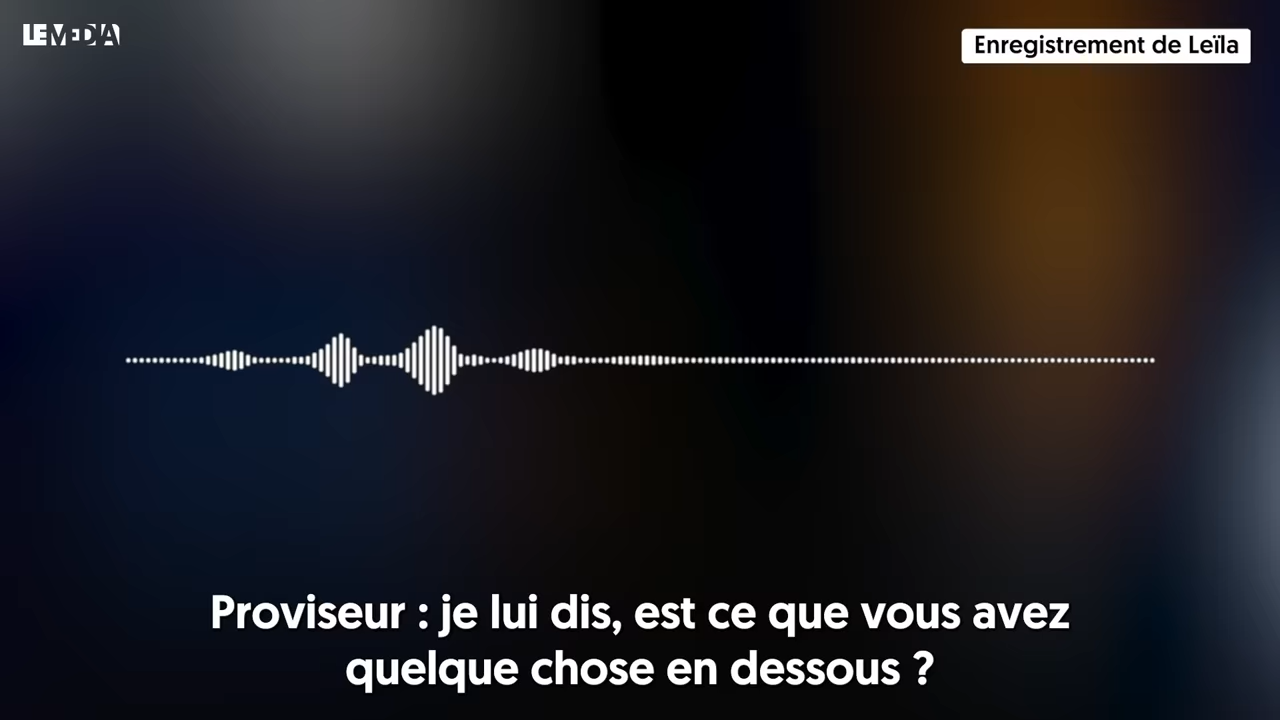 LEMEDIA
Enregistrement de Leïla
Proviseur : je lui dis, est ce que vous avez
quelque chose en dessous ?